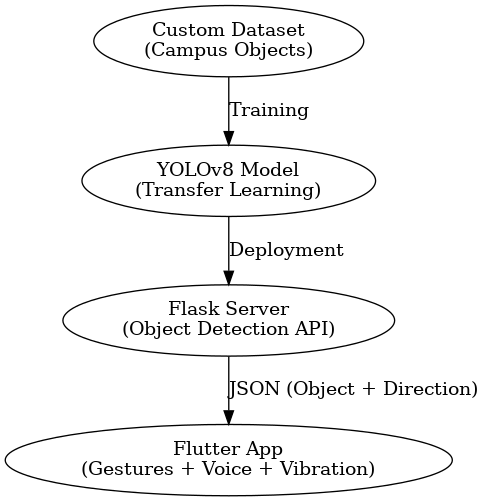 Custom Dataset
(Campus Objects)
Training
YOLOv8 Model
(Transfer Learning)
Deployment
Flask Server
(Object Detection API)
JSON (Object + Direction)
Flutter App
(Gestures + Voice + Vibration)